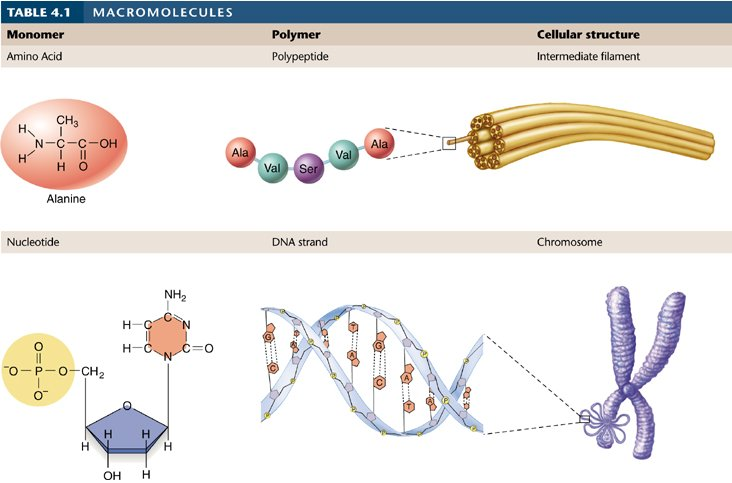 TABLE 4.1 MACROMOLECULES
Monomer Polymer Cellular structure
Amino Acid Polypeptide Intermediate filament
CH3
H
N C C OH
H
H O
Alanine
Ala Val Ser Val Ala
Nucleotide DNA strand Chromosome
NH2
H C C N
H C C O
N
O
-O P O CH2
O-
O
H H
H H
OH H
G C A T G C A T A
P P P P P